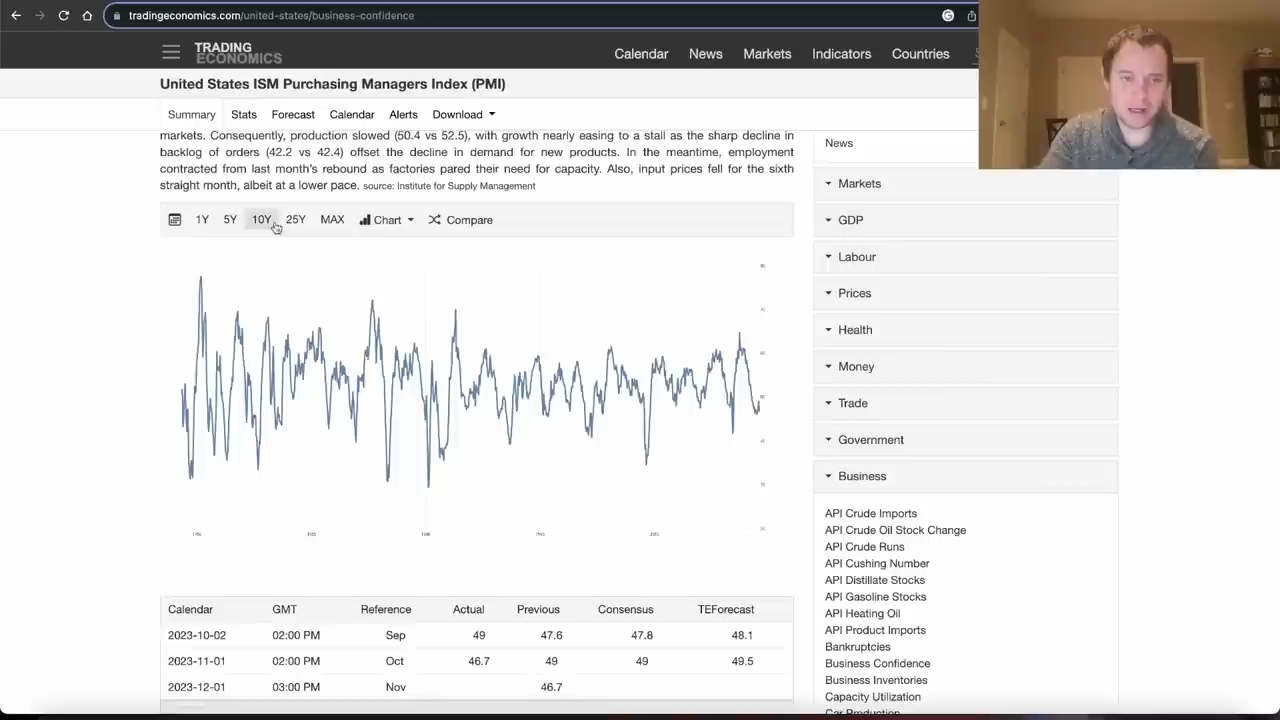 tradingeconomics.com/united-states/business-confidence
TRADING
ECONOMICS
Calendar News Markets Indicators Countries
United States ISM Purchasing Managers Index (PMI)
Summary Stats Forecast Calendar Alerts Download
markets. Consequently, production slowed (50.4 vs 52.5), with growth nearly easing to a stall as the sharp decline in
backlog of orders (42.2 vs 42.4) offset the decline in demand for new products. In the meantime, employment
contracted from last month's rebound as factories pared their need for capacity. Also, input prices fell for the sixth
straight month, albeit at a lower pace. source: Institute for Supply Management
1Y 5Y 10Y 25Y MAX Chart Compare
Calendar GMT Reference Actual Previous Consensus TEForecast
2023-10-02 02:00 PM Sep 49 47.6 47.8 48.1
2023-11-01 02:00 PM Oct 46.7 49 49 49.5
2023-12-01 03:00 PM Nov 46.7
News
Markets
GDP
Labour
Prices
Health
Money
Trade
Government
Business
API Crude Imports
API Crude Oil Stock Change
API Crude Runs
API Cushing Number
API Distillate Stocks
API Gasoline Stocks
API Heating Oil
API Product Imports
Bankruptcies
Business Confidence
Business Inventories
Capacity Utilization
Car Production